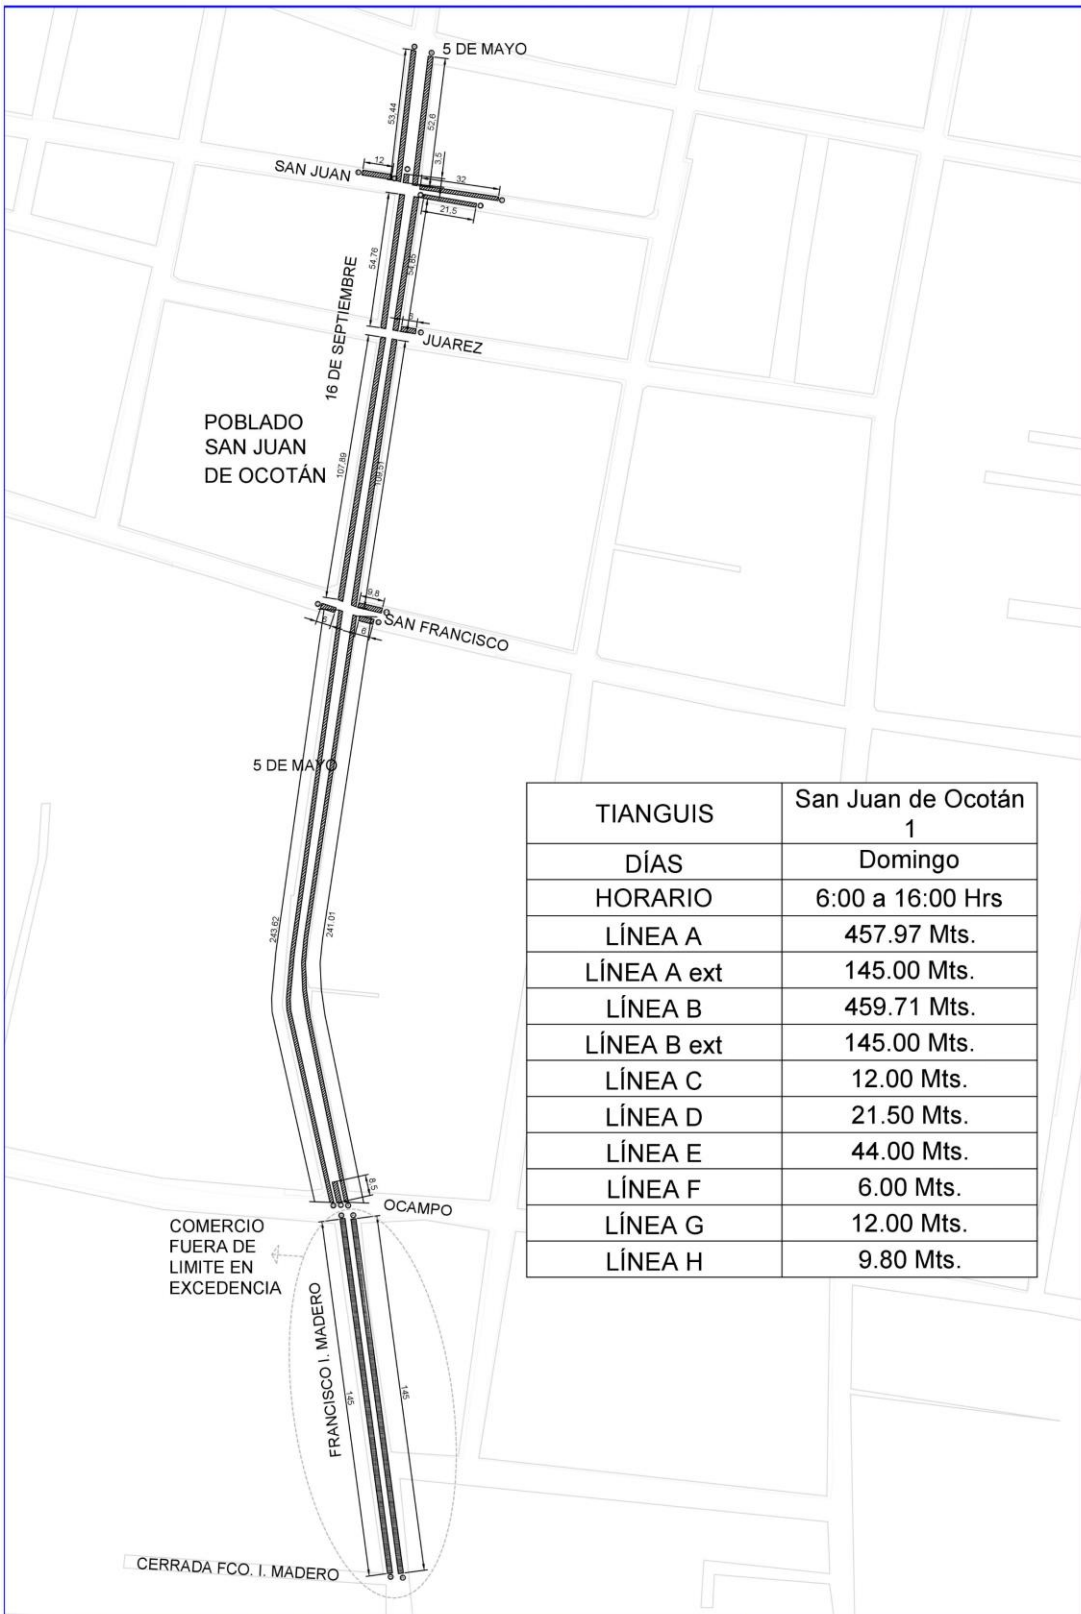 5 DE MAYO
53,44
52,6
3,5
SAN JUAN
12
32
21,5
54,76
54,65
16 DE SEPTIEMBRE
JUAREZ
POBLADO
SAN JUAN
DE OCOTÁN
107,89
109,51
9,8
SAN FRANCISCO
6
6
5 DE MAYO
243,62
241,01
TIANGUIS
San Juan de Ocotán
1
DÍAS
Domingo
HORARIO
6:00 a 16:00 Hrs
LÍNEA A
457.97 Mts.
LÍNEA A ext
145.00 Mts.
LÍNEA B
459.71 Mts.
LÍNEA B ext
145.00 Mts.
LÍNEA C
12.00 Mts.
LÍNEA D
21.50 Mts.
LÍNEA E
44.00 Mts.
LÍNEA F
6.00 Mts.
LÍNEA G
12.00 Mts.
LÍNEA H
9.80 Mts.
8,5
OCAMPO
COMERCIO
FUERA DE
LIMITE EN
EXCEDENCIA
FRANCISCO I. MADERO
145
145
CERRADA FCO. I. MADERO